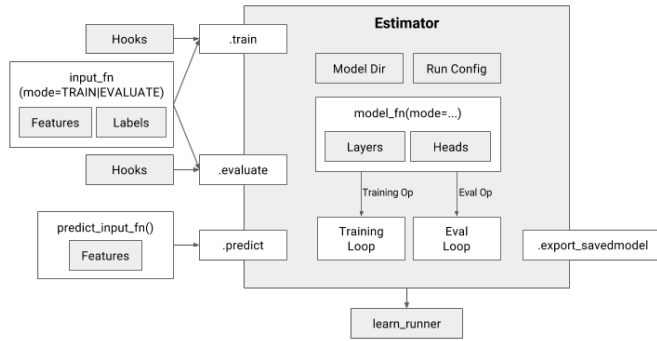 Estimator
Hooks
.train
input_fn
(mode=TRAIN|EVALUATE)
Features
Labels
Model Dir
Run Config
model_fn(mode=...)
Layers
Heads
Hooks
.evaluate
Training Op
Eval Op
predict_input_fn()
Features
.predict
Training
Loop
Eval
Loop
.export_savedmodel
learn_runner